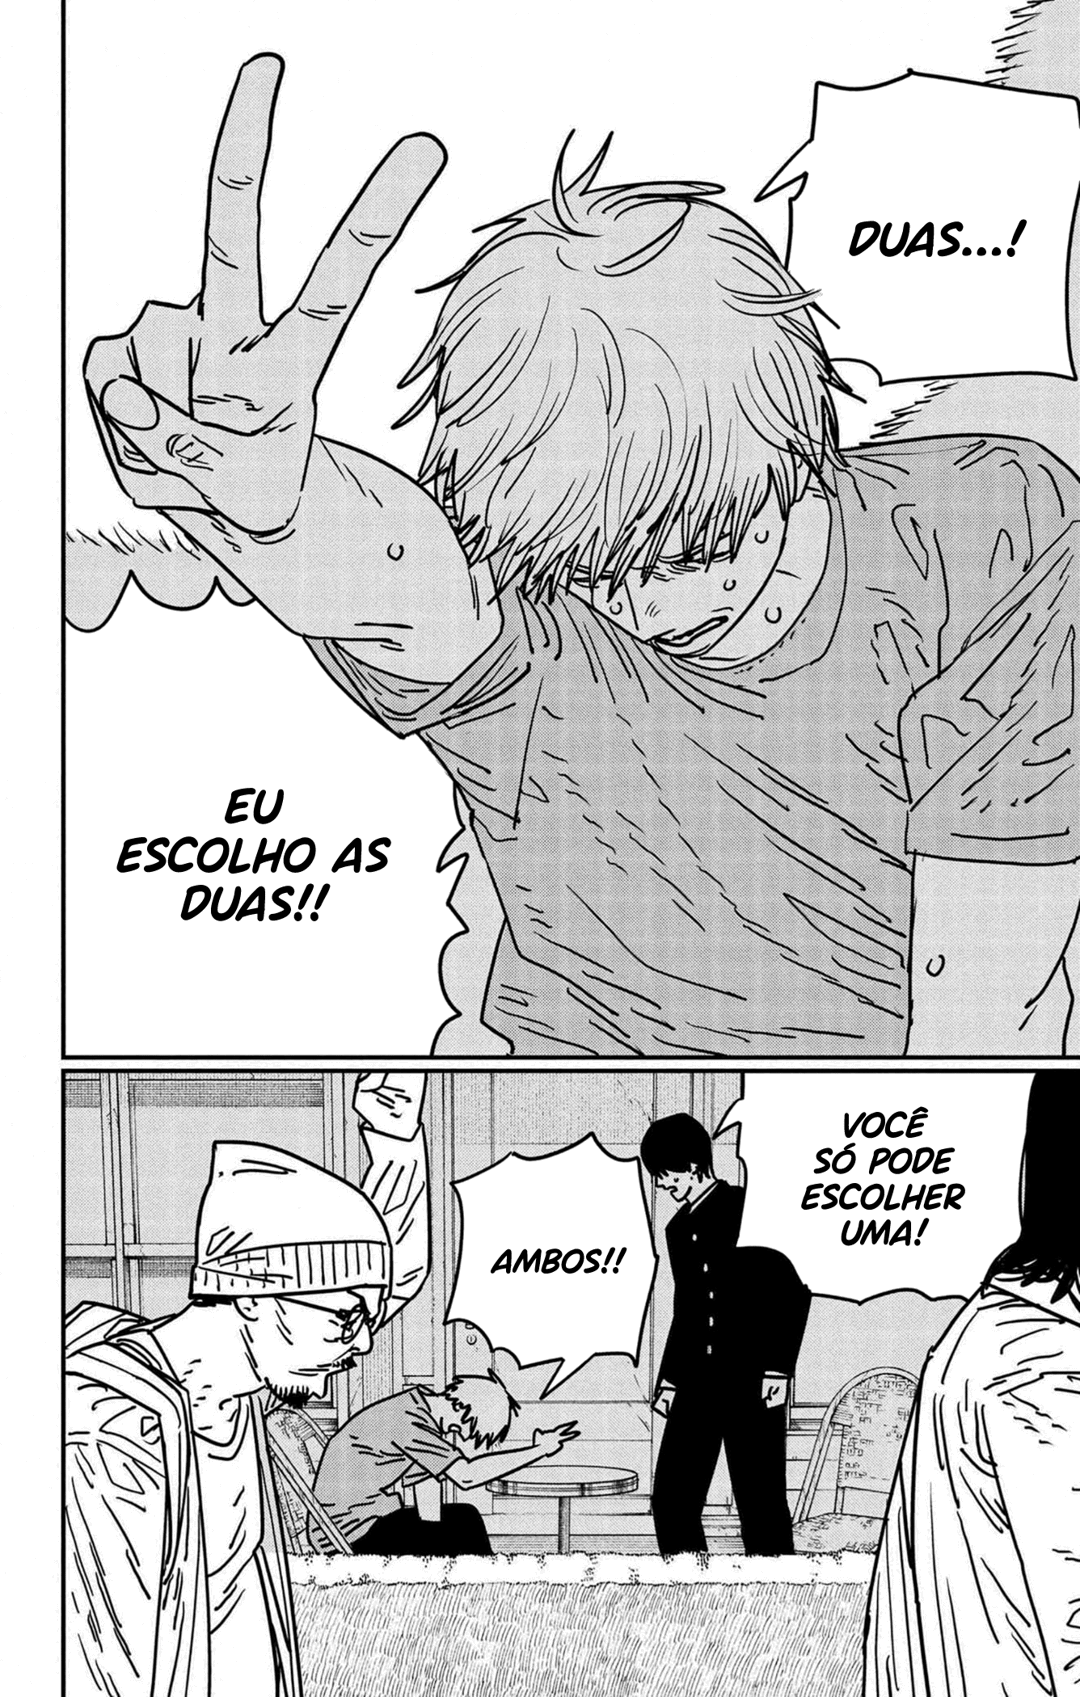 DUAS...!
EU
ESCOLHO AS
DUAS!!
VOCÊ
SÓ PODE
ESCOLHER
UMA!
AMBOS!!